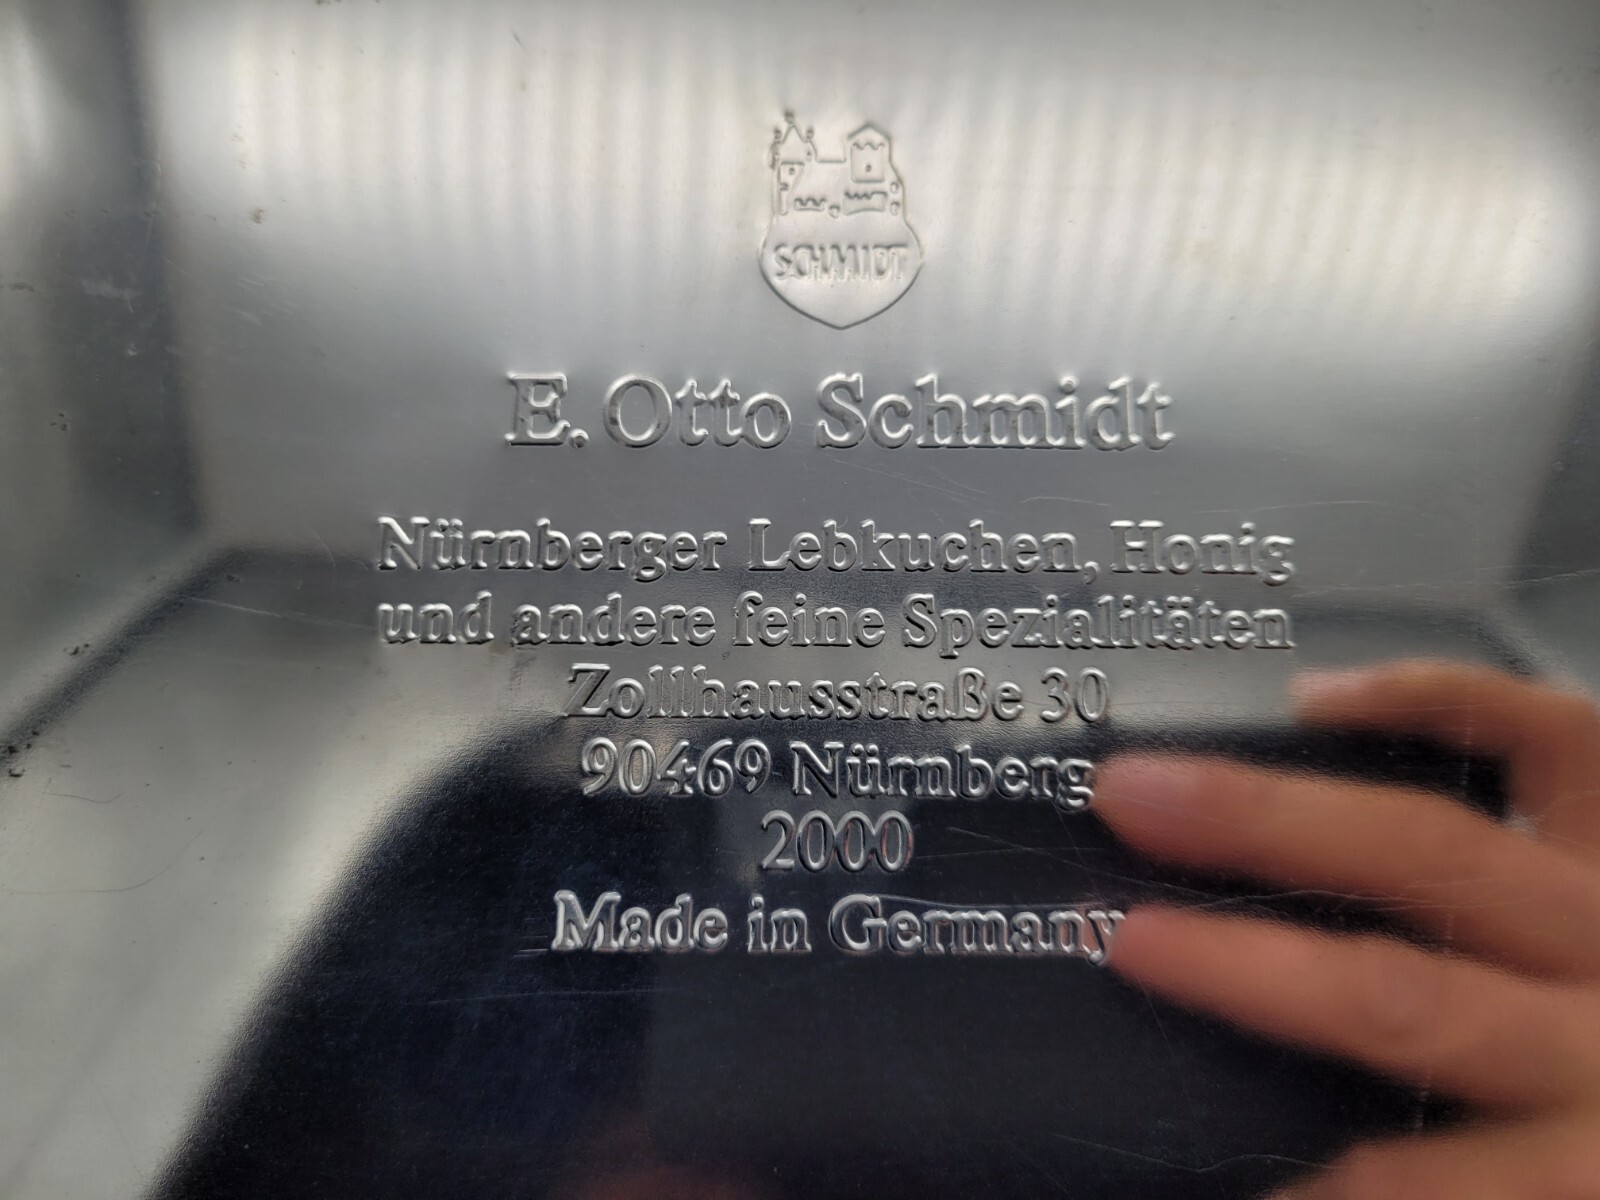 SCHMIDT
E. Otto Schmidt
Nürnberger Lebkuchen, Honig
und andere feine Spezialitäten
Zollhausstraße 30
90469 Nürnberg
2000
Made in Germany